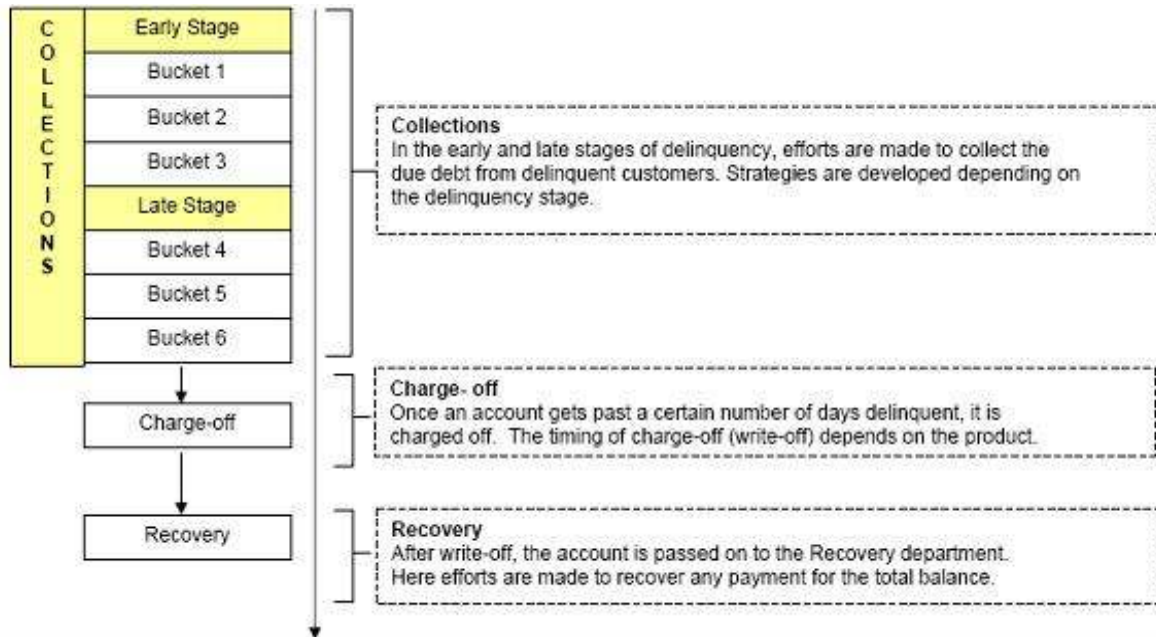 COLLECTIONS
Early Stage
Bucket 1
Bucket 2
Bucket 3
Late Stage
Bucket 4
Bucket 5
Bucket 6
Charge-off
Recovery
Collections
In the early and late stages of delinquency, efforts are made to collect the
due debt from delinquent customers. Strategies are developed depending on
the delinquency stage.
Charge- off
Once an account gets past a certain number of days delinquent, it is
charged off. The timing of charge-off (write-off) depends on the product.
Recovery
After write-off, the account is passed on to the Recovery department.
Here efforts are made to recover any payment for the total balance.